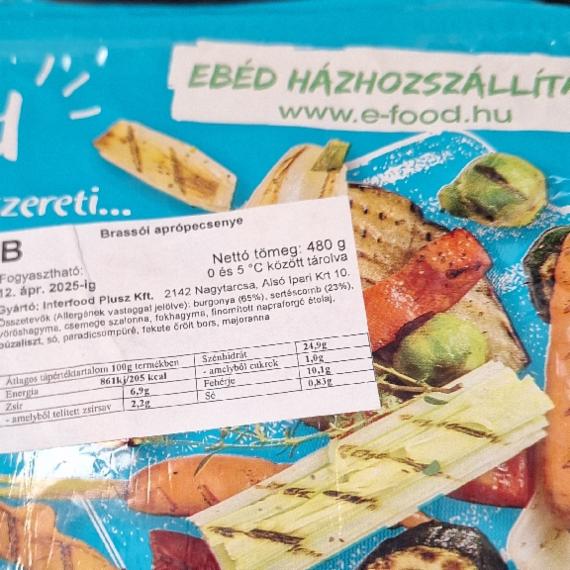 EBÉD HÁZHOZSZÁLLÍTÁ
www.e-food.hu
zereti...
B
Brassói aprópecsenye
Fogyasztható:
12. ápr. 2025-ig
Nettó tömeg: 480 g
0 és 5 °C között tárolva
Gyártó: Interfood Plusz Kft. 2142 Nagytarcsa, Alsó Ipari Krt 10.
Összetevők (Allergének vastaggal jelölve): burgonya (65%), sertéscomb (23%),
vöröshagyma, csemege szalonna, fokhagyma, finomított napraforgó étolaj,
búzaliszt, só, paradicsompüré, fekete őrölt bors, majoranna
Átlagos tápértéktartalom 100g termékben
Energia 861kj/205 kcal
Zsír 6,9g
- amelyből telített zsírsav 2,2g
Szénhidrát 24,9g
- amelyből cukrok 1,0g
Fehérje 10,1g
Só 0,83g